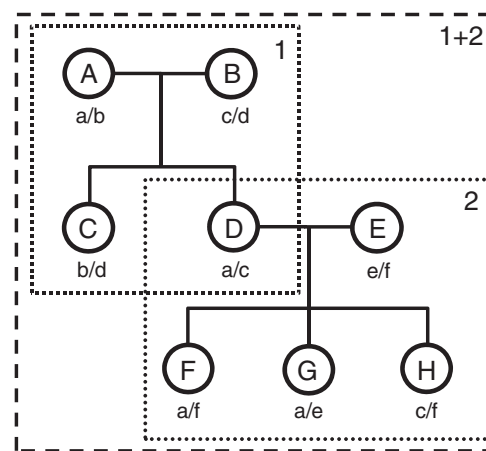 1+2
1
A B
a/b c/d
2
C D E
b/d a/c e/f
F G H
a/f a/e c/f